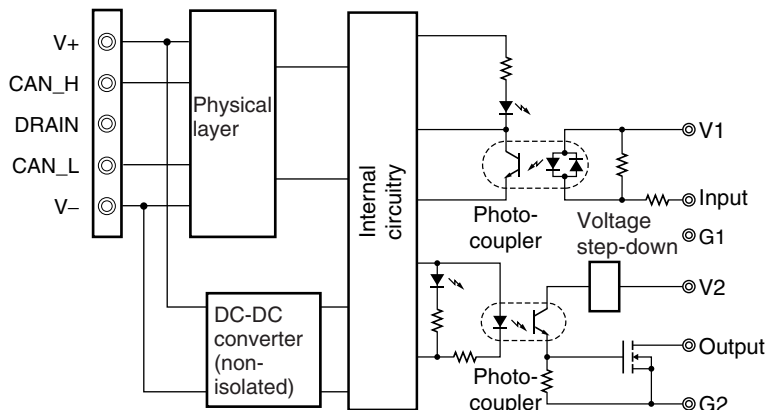 V+
CAN_H
DRAIN
CAN_L
V–
Physical
layer
Internal
circuitry
DC-DC
converter
(non-
isolated)
Photo-
coupler
Voltage
step-down
V1
Input
G1
V2
Photo-
coupler
Output
G2